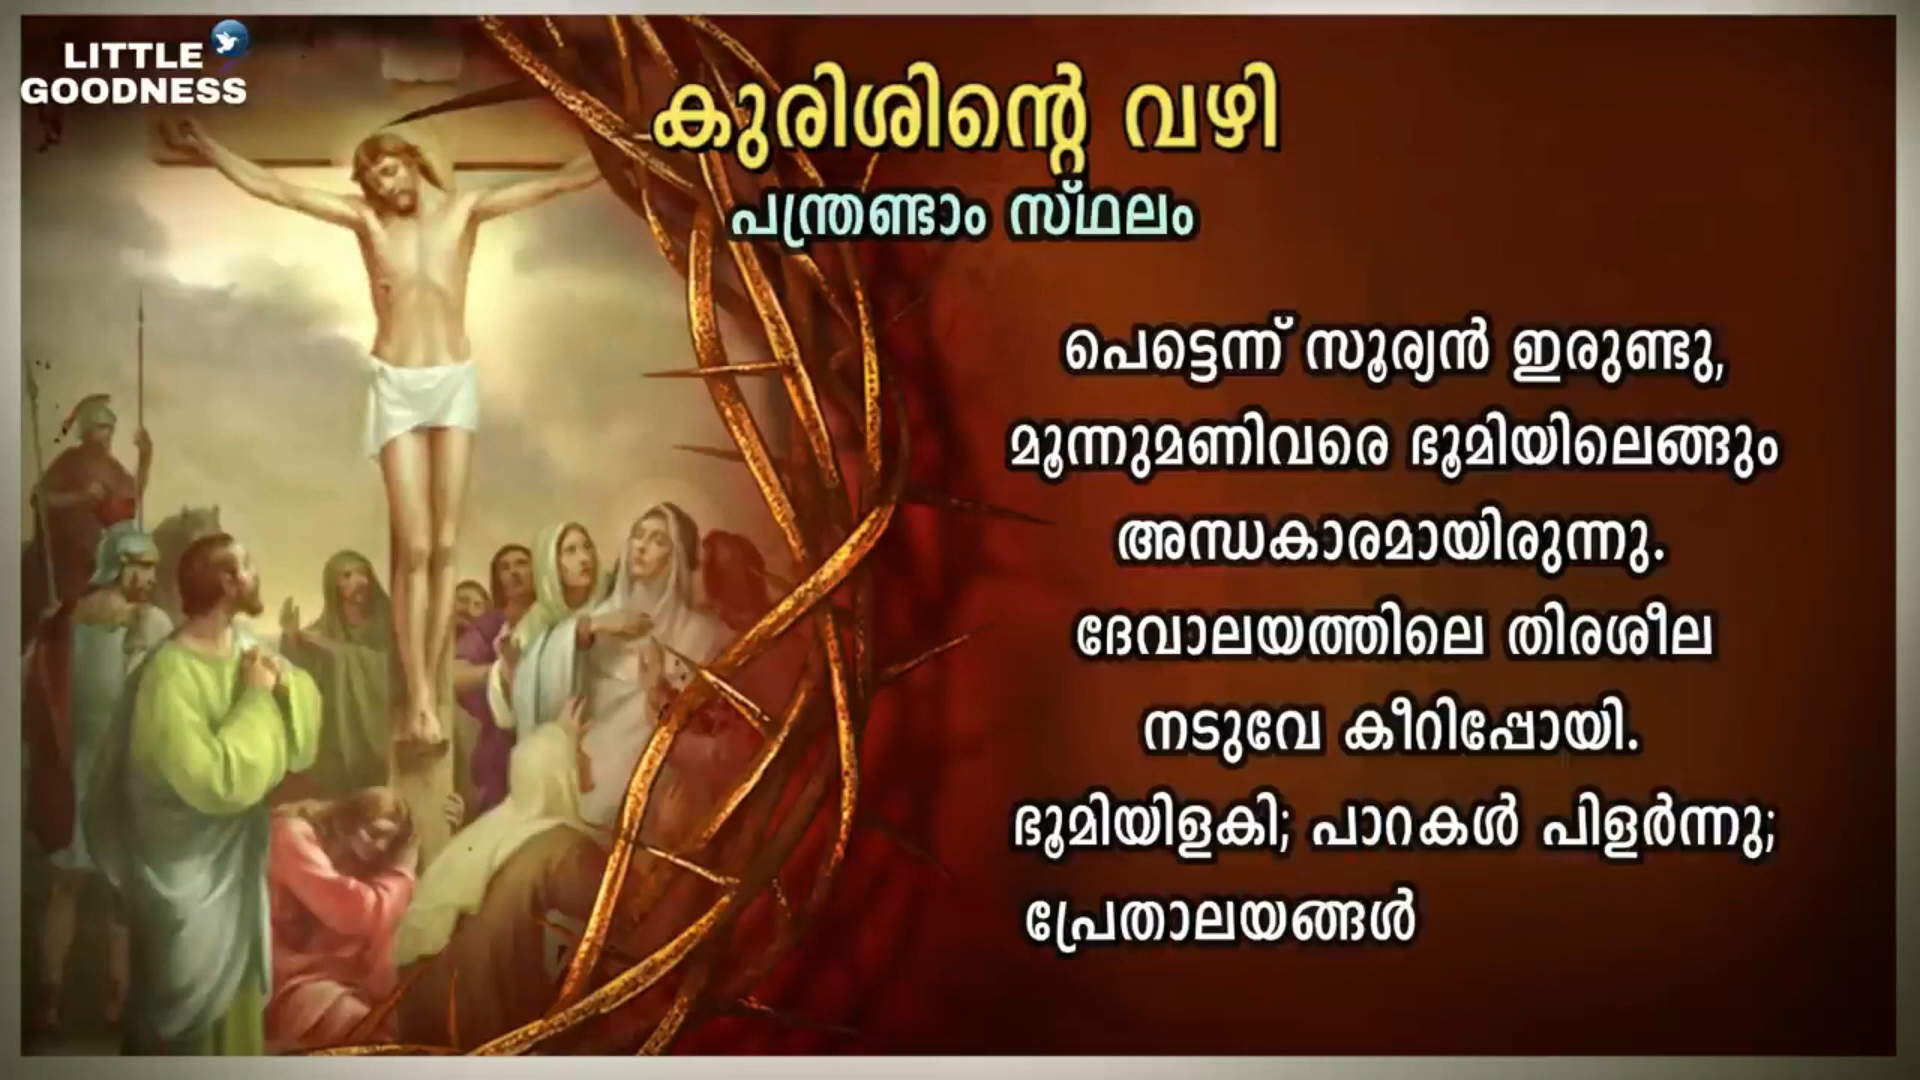 LITTLE
GOODNESS
കുരിശിന്റെ വഴി
പന്ത്രണ്ടാം സ്ഥലം
പെട്ടെന്ന് സൂര്യൻ ഇരുണ്ടു,
മൂന്നുമണിവരെ ഭൂമിയിലെങ്ങും
അന്ധകാരമായിരുന്നു.
ദേവാലയത്തിലെ തിരശീല
നടുവേ കീറിപ്പോയി.
ഭൂമിയിളകി; പാറകൾ പിളർന്നു;
പ്രേതാലയങ്ങൾ